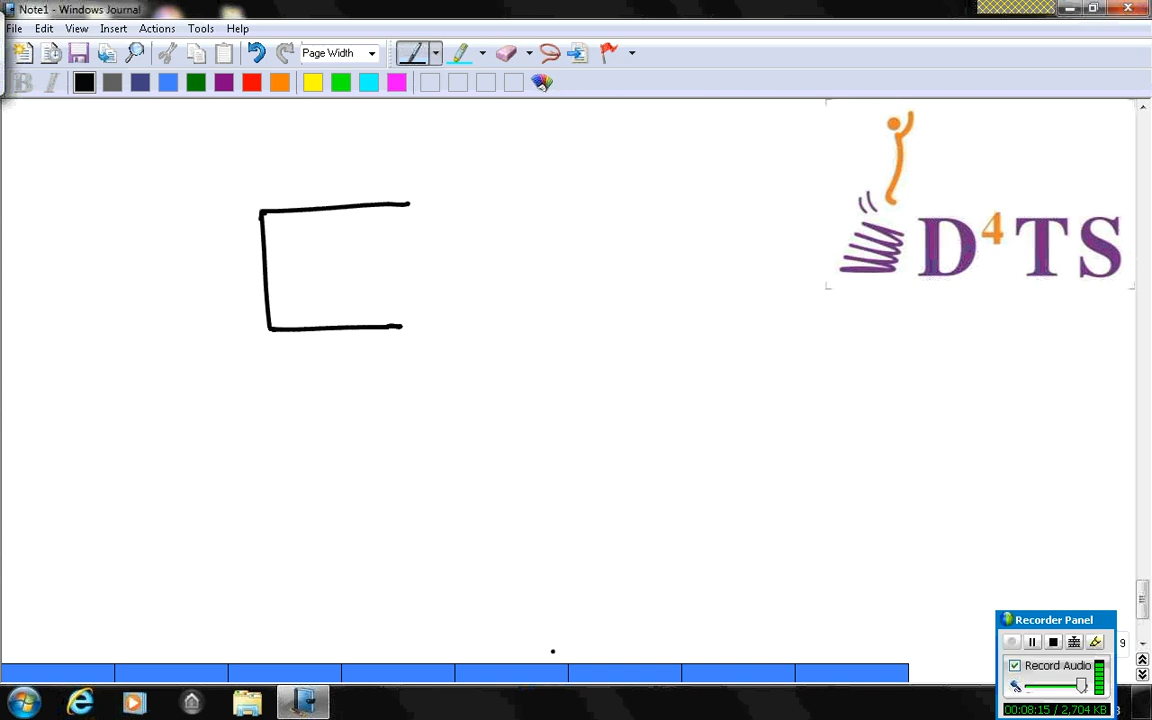 Note1 - Windows Journal
File Edit View Insert Actions Tools Help
Page Width
B I
D4TS
Recorder Panel
9
Record Audio
00:08:15 / 2,704 KB